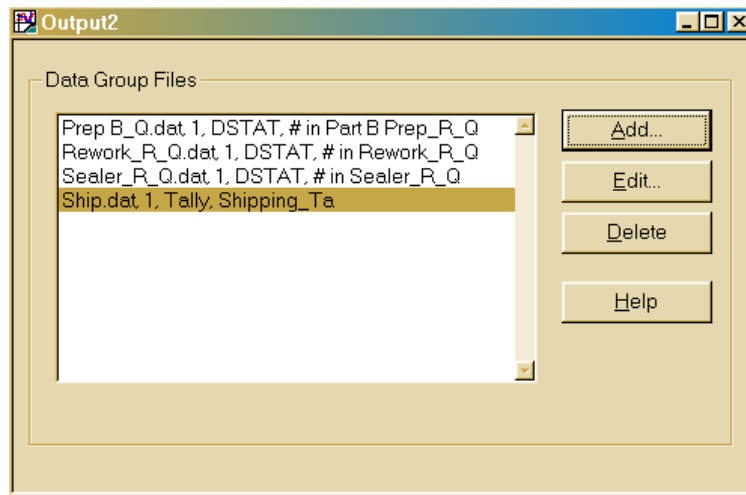 Output2
Data Group Files
Prep B_Q.dat, 1, DSTAT, # in Part B Prep_R_Q
Rework_R_Q.dat, 1, DSTAT, # in Rework_R_Q
Sealer_R_Q.dat, 1, DSTAT, # in Sealer_R_Q
Ship.dat, 1, Tally, Shipping_Ta
Add...
Edit...
Delete
Help